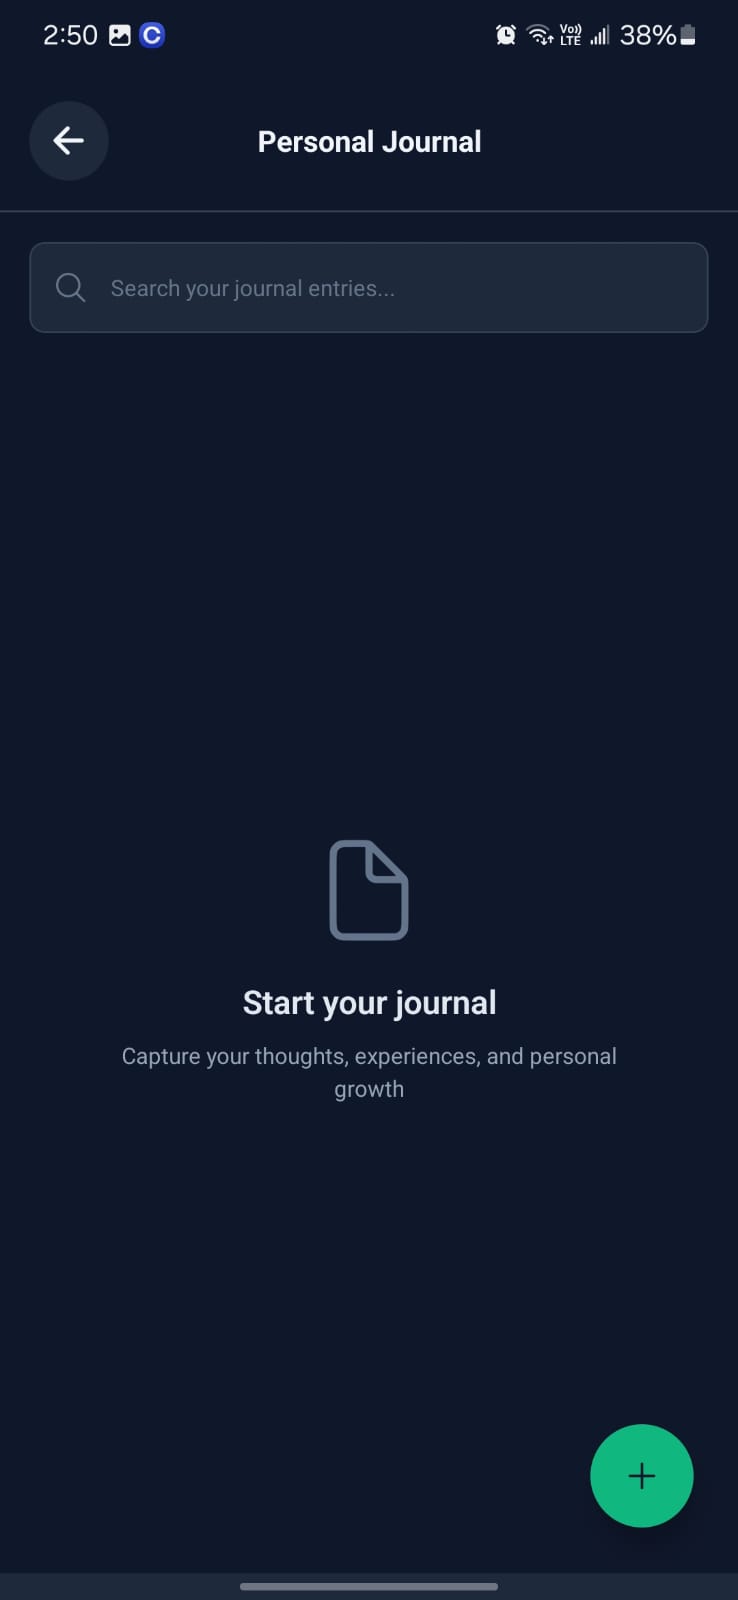 2:50 C Vo)) LTE 38%
Personal Journal
Search your journal entries...
Start your journal
Capture your thoughts, experiences, and personal
growth